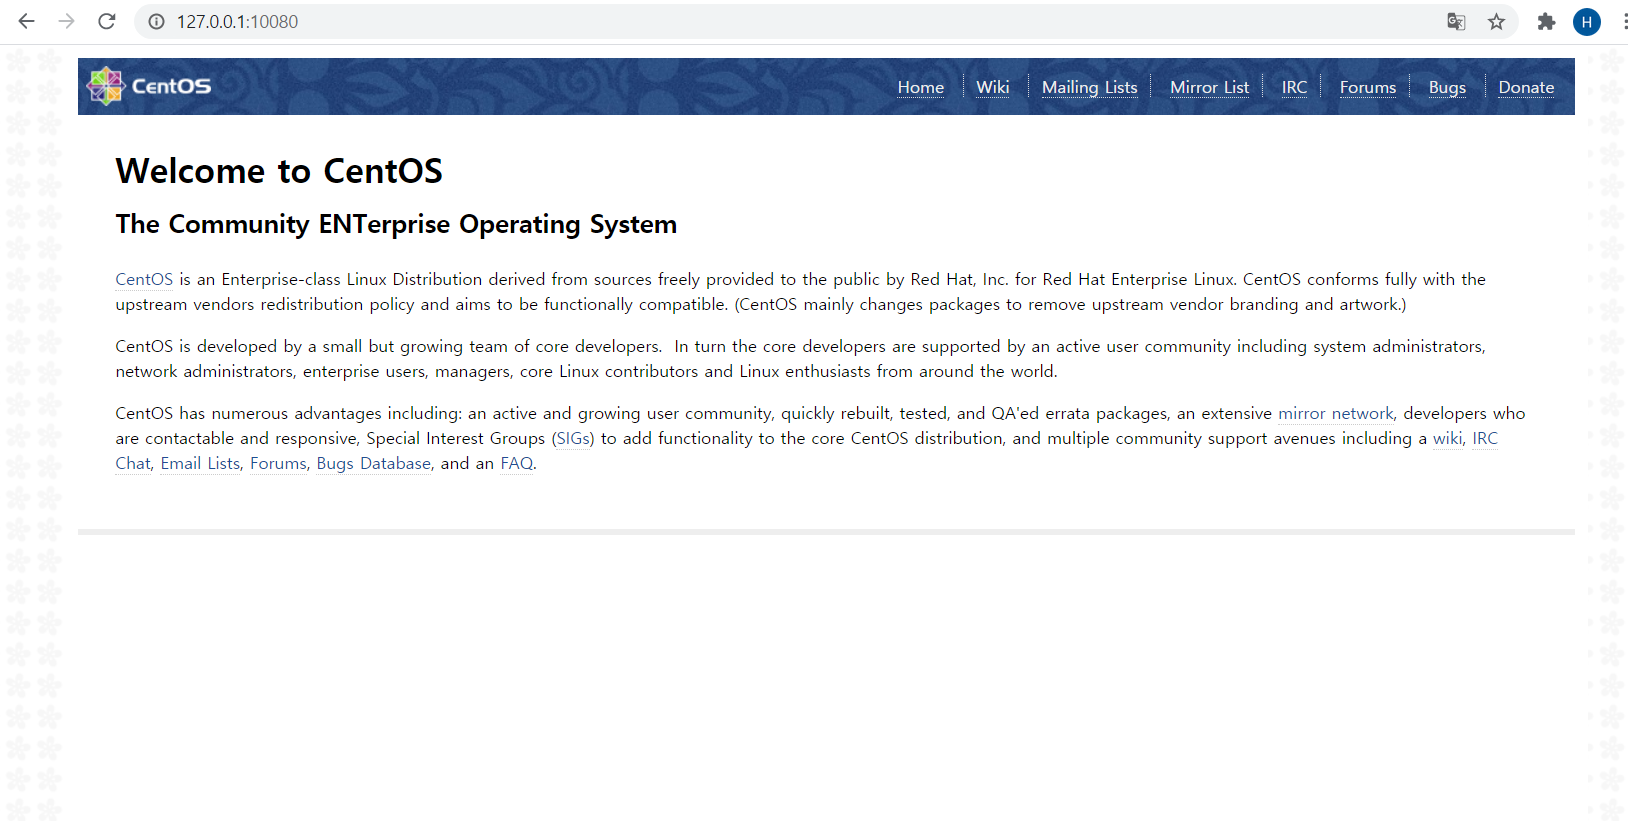 127.0.0.1:10080
H
CentOS
Home Wiki Mailing Lists Mirror List IRC Forums Bugs Donate
Welcome to CentOS
The Community ENTerprise Operating System
CentOS is an Enterprise-class Linux Distribution derived from sources freely provided to the public by Red Hat, Inc. for Red Hat Enterprise Linux. CentOS conforms fully with the
upstream vendors redistribution policy and aims to be functionally compatible. (CentOS mainly changes packages to remove upstream vendor branding and artwork.)
CentOS is developed by a small but growing team of core developers.  In turn the core developers are supported by an active user community including system administrators,
network administrators, enterprise users, managers, core Linux contributors and Linux enthusiasts from around the world.
CentOS has numerous advantages including: an active and growing user community, quickly rebuilt, tested, and QA'ed errata packages, an extensive mirror network, developers who
are contactable and responsive, Special Interest Groups (SIGs) to add functionality to the core CentOS distribution, and multiple community support avenues including a wiki, IRC
Chat, Email Lists, Forums, Bugs Database, and an FAQ.